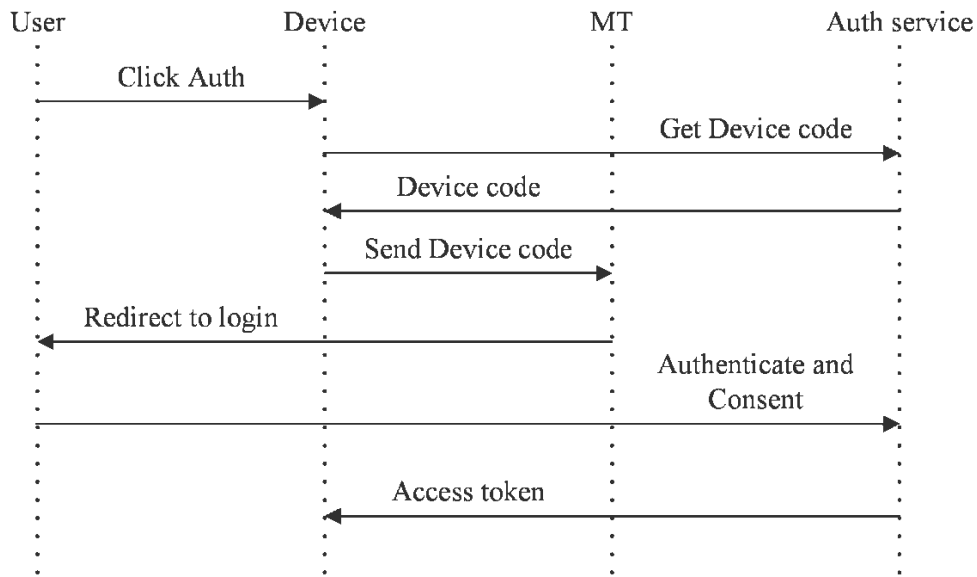 User Device MT Auth service
Click Auth
Get Device code
Device code
Send Device code
Redirect to login
Authenticate and
Consent
Access token